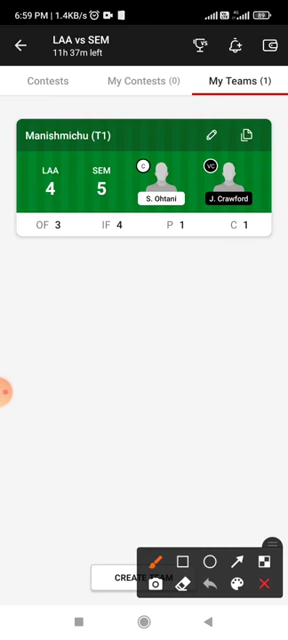 6:59 PM | 1.4KB/s
89
LAA vs SEM
11h 37m left
Contests
My Contests (0)
My Teams (1)
Manishmichu (T1)
LAA
SEM
4
5
C
VC
S. Ohtani
J. Crawford
OF 3
IF 4
P 1
C 1
CREATE TEAM